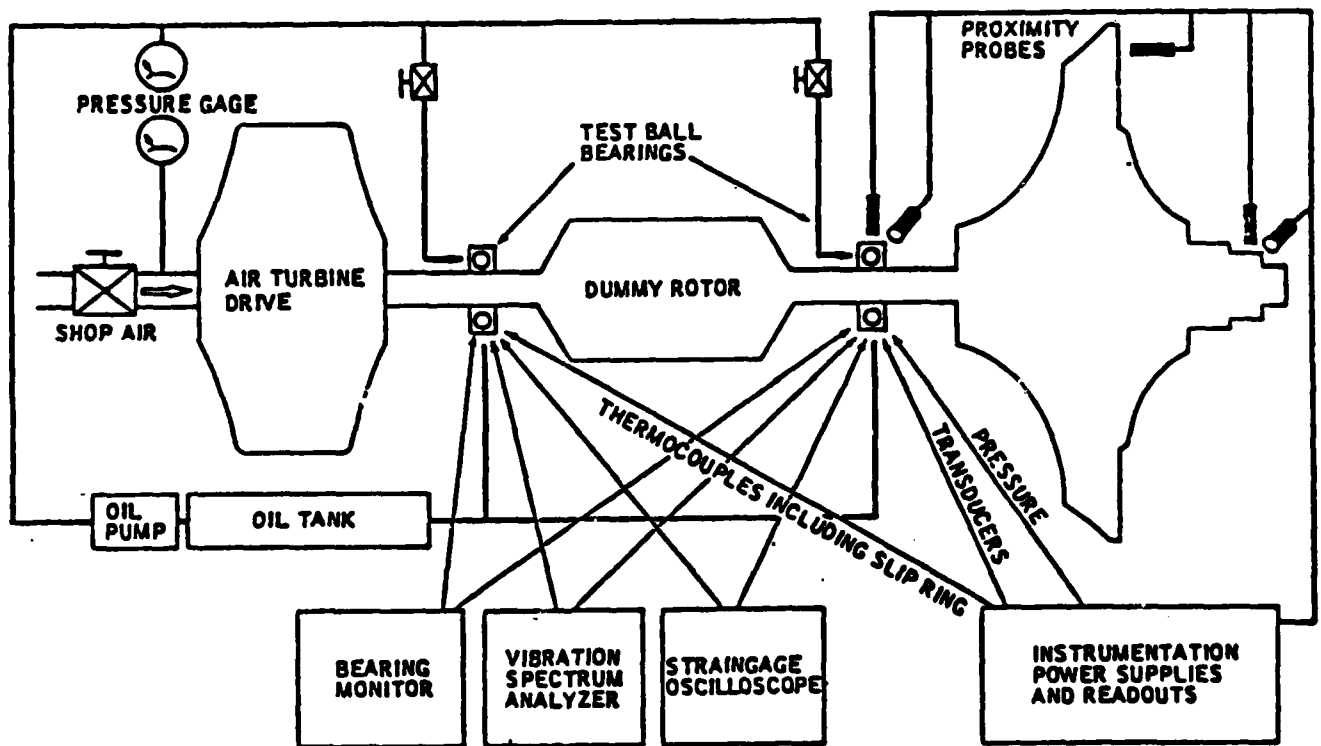 PROXIMITY
PROBES
PRESSURE GAGE
TEST BALL
BEARINGS
AIR TURBINE
DRIVE
DUMMY ROTOR
SHOP AIR
THERMOCOUPLES INCLUDING SLIP RING
PRESSURE
TRANSDUCERS
OIL
PUMP
OIL TANK
BEARING
MONITOR
VIBRATION
SPECTRUM
ANALYZER
STRAINGAGE
OSCILLOSCOPE
INSTRUMENTATION
POWER SUPPLIES
AND READOUTS